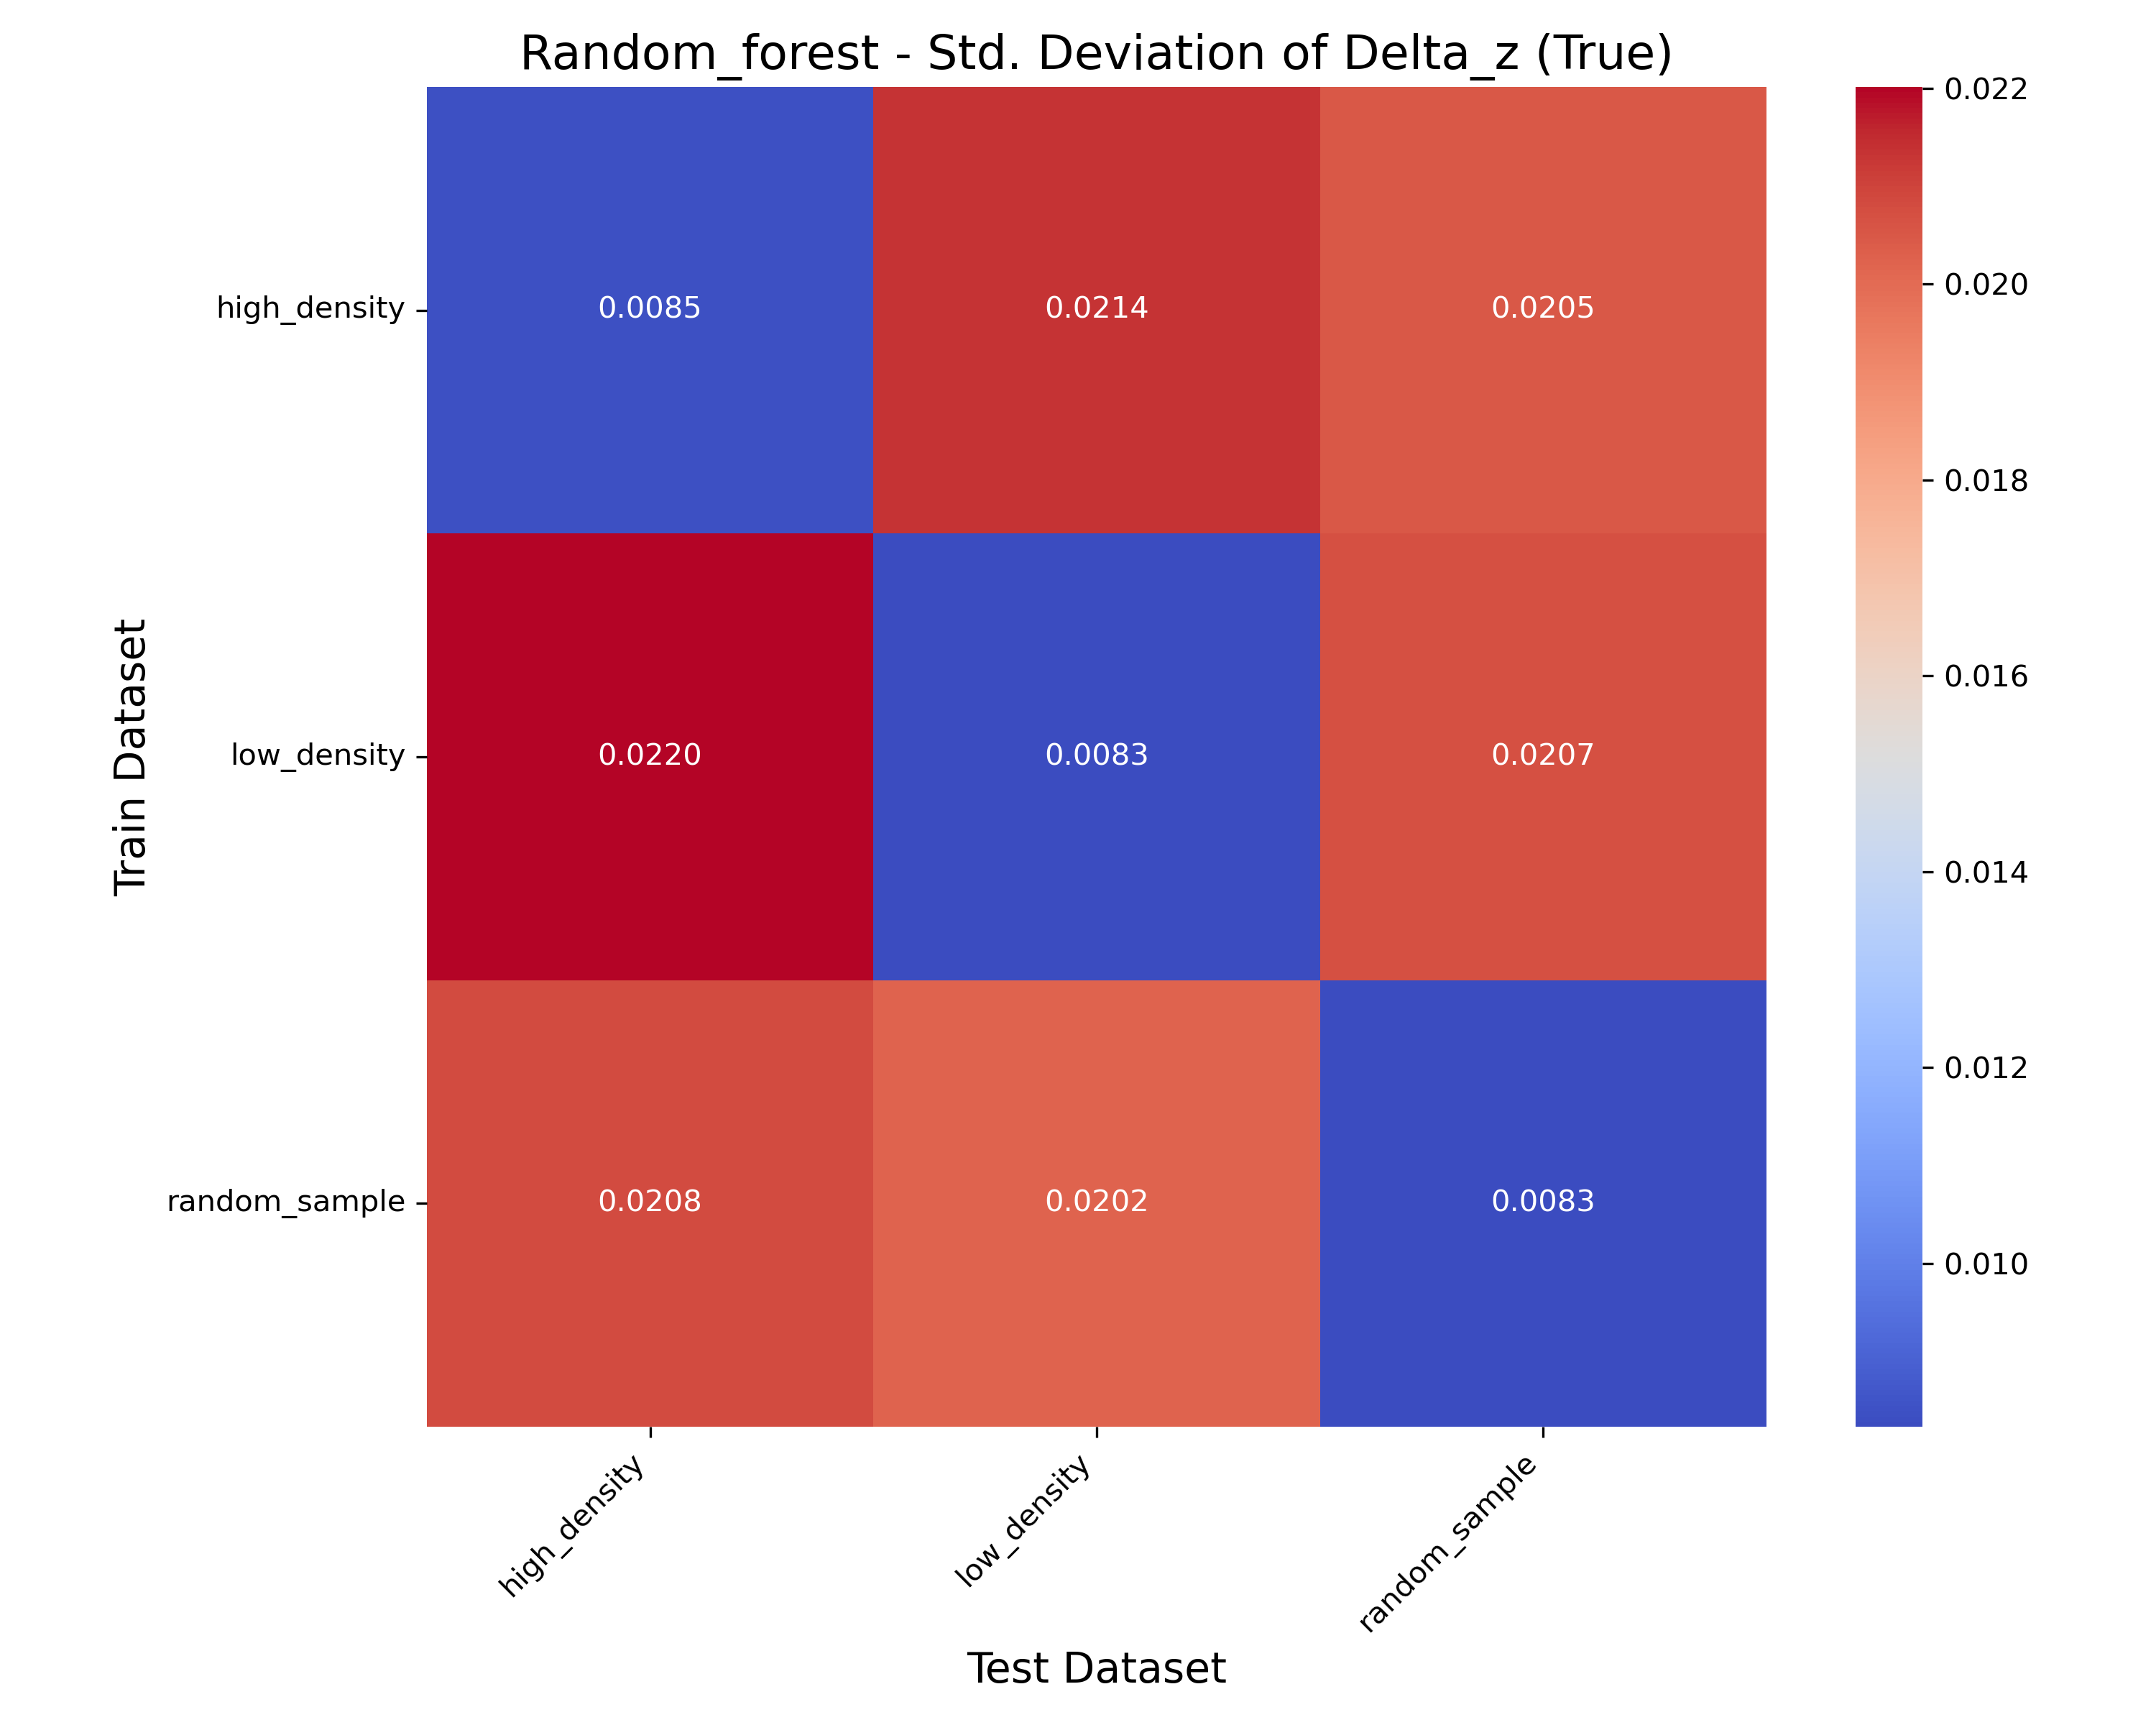 Random_forest - Std. Deviation of Delta_z (True)
Train Dataset
high_density
0.0085
0.0214
0.0205
low_density
0.0220
0.0083
0.0207
random_sample
0.0208
0.0202
0.0083
high_density
low_density
random_sample
Test Dataset
0.022
0.020
0.018
0.016
0.014
0.012
0.010